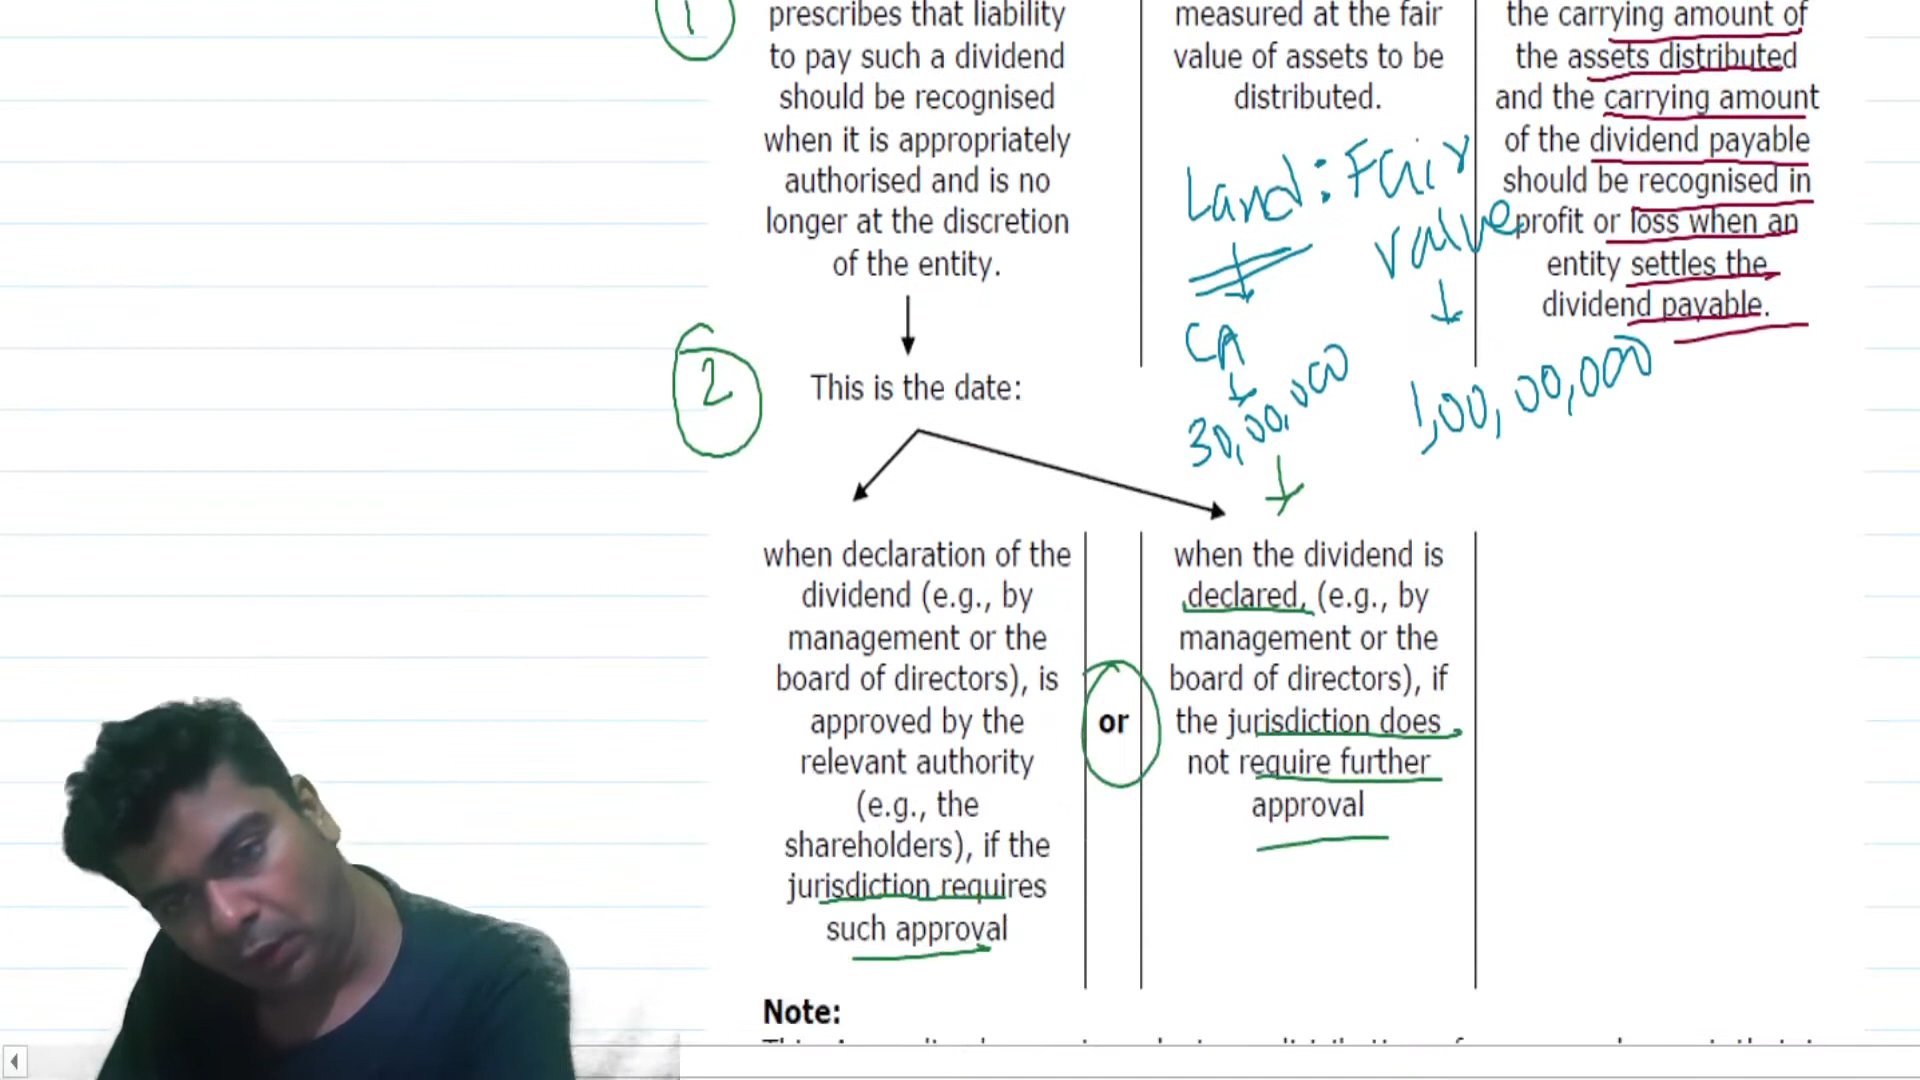 1
prescribes that liability
to pay such a dividend
should be recognised
when it is appropriately
authorised and is no
longer at the discretion
of the entity.
measured at the fair
value of assets to be
distributed.
Land: Fair
value
CA
30,00,000
1,00,00,000
the carrying amount of
the assets distributed
and the carrying amount
of the dividend payable
should be recognised in
profit or loss when an
entity settles the
dividend payable.
2
This is the date:
when declaration of the
dividend (e.g., by
management or the
board of directors), is
approved by the
relevant authority
(e.g., the
shareholders), if the
jurisdiction requires
such approval
or
when the dividend is
declared, (e.g., by
management or the
board of directors), if
the jurisdiction does
not require further
approval
Note: